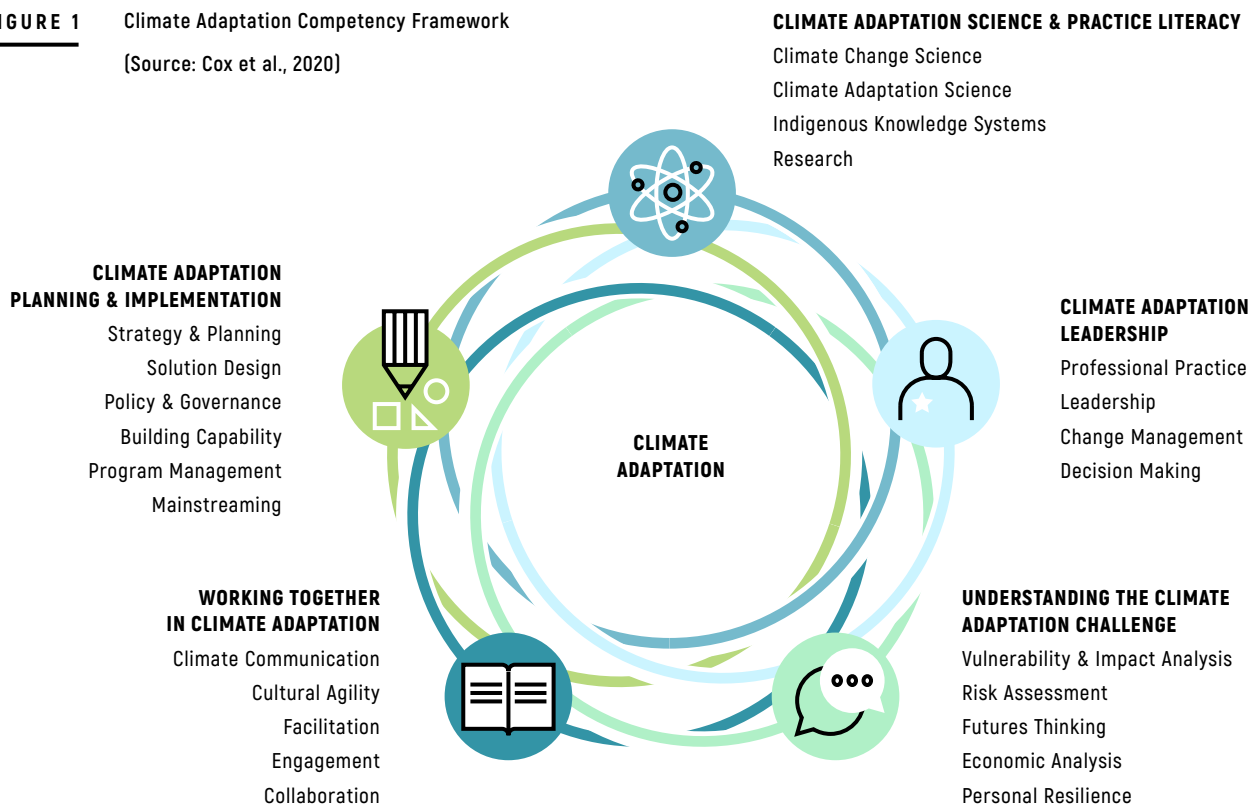 IGURE 1
Climate Adaptation Competency Framework
(Source: Cox et al., 2020)
CLIMATE ADAPTATION SCIENCE & PRACTICE LITERACY
Climate Change Science
Climate Adaptation Science
Indigenous Knowledge Systems
Research
CLIMATE ADAPTATION
PLANNING & IMPLEMENTATION
Strategy & Planning
Solution Design
Policy & Governance
Building Capability
Program Management
Mainstreaming
CLIMATE ADAPTATION
LEADERSHIP
Professional Practice
Leadership
Change Management
Decision Making
CLIMATE
ADAPTATION
WORKING TOGETHER
IN CLIMATE ADAPTATION
Climate Communication
Cultural Agility
Facilitation
Engagement
Collaboration
UNDERSTANDING THE CLIMATE
ADAPTATION CHALLENGE
Vulnerability & Impact Analysis
Risk Assessment
Futures Thinking
Economic Analysis
Personal Resilience